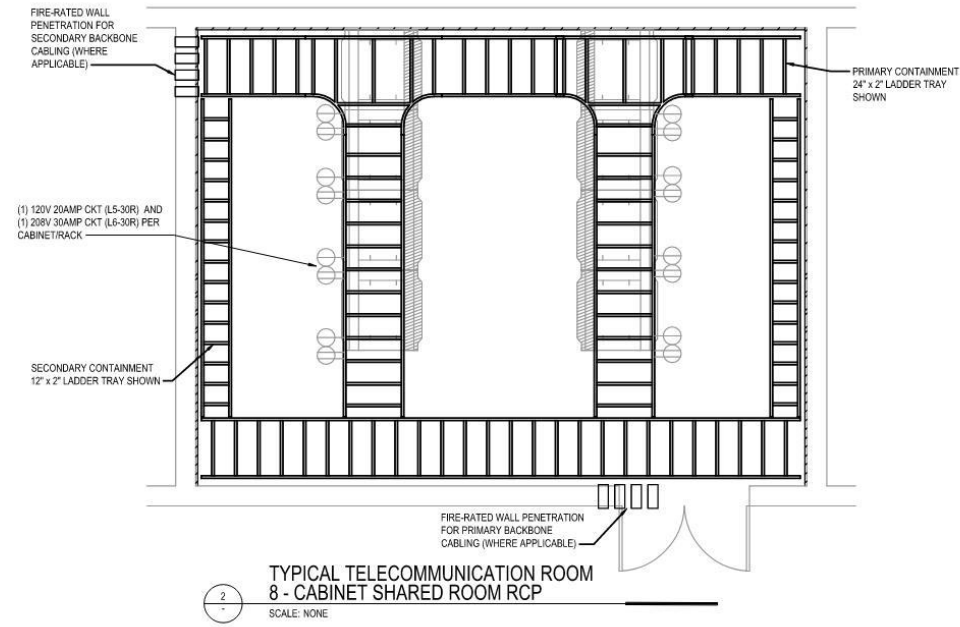 FIRE-RATED WALL
PENETRATION FOR
SECONDARY BACKBONE
CABLING (WHERE
APPLICABLE)
PRIMARY CONTAINMENT
24" x 2" LADDER TRAY
SHOWN
(1) 120V 20AMP CKT (L5-30R) AND
(1) 208V 30AMP CKT (L6-30R) PER
CABINET/RACK
SECONDARY CONTAINMENT
12" x 2" LADDER TRAY SHOWN
FIRE-RATED WALL PENETRATION
FOR PRIMARY BACKBONE
CABLING (WHERE APPLICABLE)
2
-
TYPICAL TELECOMMUNICATION ROOM
8 - CABINET SHARED ROOM RCP
SCALE: NONE